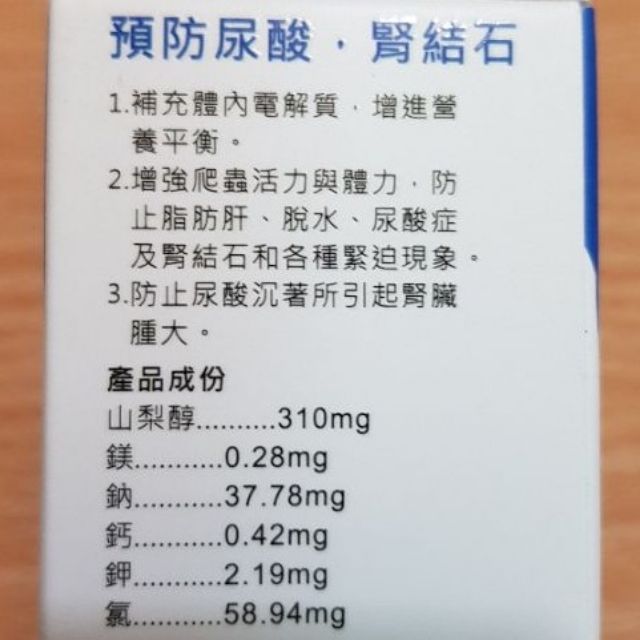 預防尿酸．腎結石
1.補充體內電解質．增進營
養平衡。
2.增強爬蟲活力與體力．防
止脂肪肝、脫水、尿酸症
及腎結石和各種緊迫現象。
3.防止尿酸沉著所引起腎臟
腫大。
產品成份
山梨醇..........310mg
鎂...........0.28mg
鈉...........37.78mg
鈣...........0.42mg
鉀...........2.19mg
氯...........58.94mg